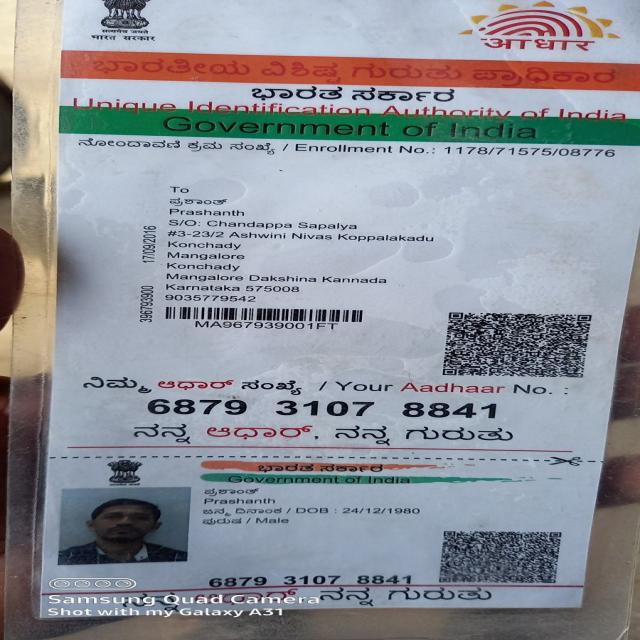 सत्यमेव जयते
भारत सरकार
आधार
ಭಾರತೀಯ ವಿಶಿಷ್ಟ ಗುರುತು ಪ್ರಾಧಿಕಾರ
ಭಾರತ ಸರ್ಕಾರ
Unique Identification Authority of India
Government of India
ನೋಂದಾವಣಿ ಕ್ರಮ ಸಂಖ್ಯೆ / Enrollment No.: 1178/71575/08776
To
ಪ್ರಶಾಂತ್
Prashanth
S/O: Chandappa Sapalya
#3-23/2 Ashwini Nivas Koppalakadu
Konchady
Mangalore
Konchady
Mangalore Dakshina Kannada
Karnataka 575008
9035779542
17/09/2016
396793900
MA967939001FT
ನಿಮ್ಮ ಆಧಾರ್ ಸಂಖ್ಯೆ / Your Aadhaar No. :
6879 3107 8841
ನನ್ನ ಆಧಾರ್, ನನ್ನ ಗುರುತು
ಭಾರತ ಸರ್ಕಾರ
Government of India
ಪ್ರಶಾಂತ್
Prashanth
ಜನ್ಮ ದಿನಾಂಕ / DOB : 24/12/1980
ಪುರುಷ / Male
6879 3107 8841
ನನ್ನ ಆಧಾರ್, ನನ್ನ ಗುರುತು
Samsung Quad Camera
Shot with my Galaxy A31